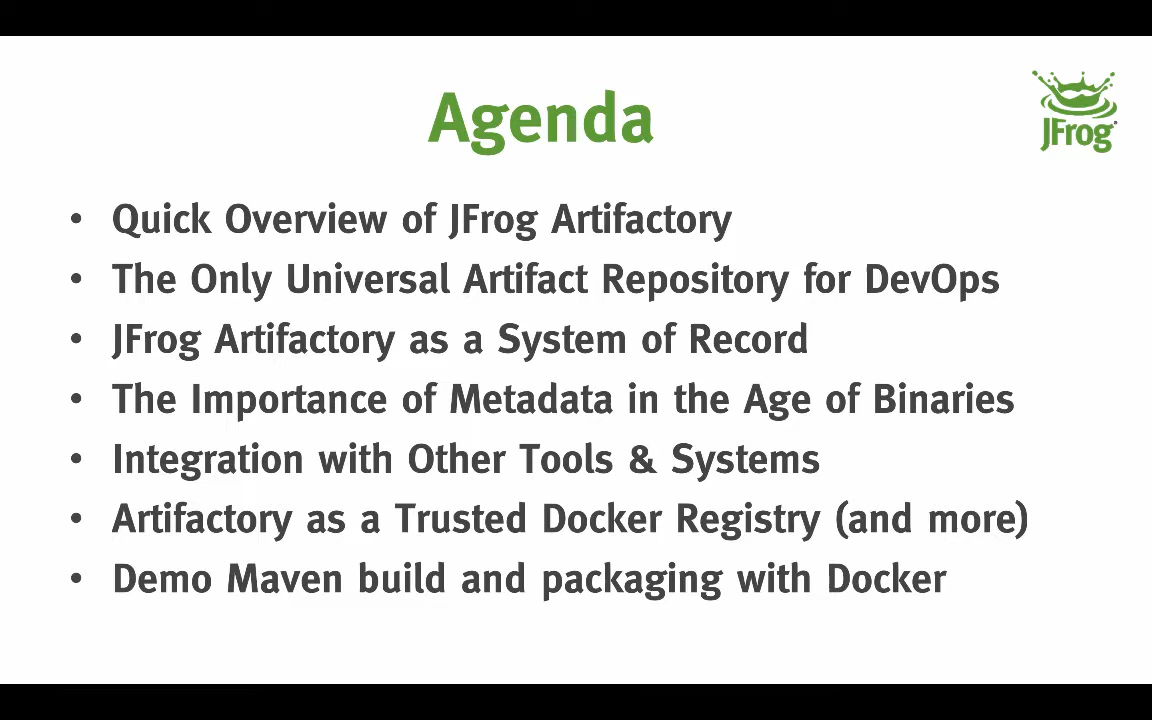 Agenda
JFrog
• Quick Overview of JFrog Artifactory
• The Only Universal Artifact Repository for DevOps
• JFrog Artifactory as a System of Record
• The Importance of Metadata in the Age of Binaries
• Integration with Other Tools & Systems
• Artifactory as a Trusted Docker Registry (and more)
• Demo Maven build and packaging with Docker